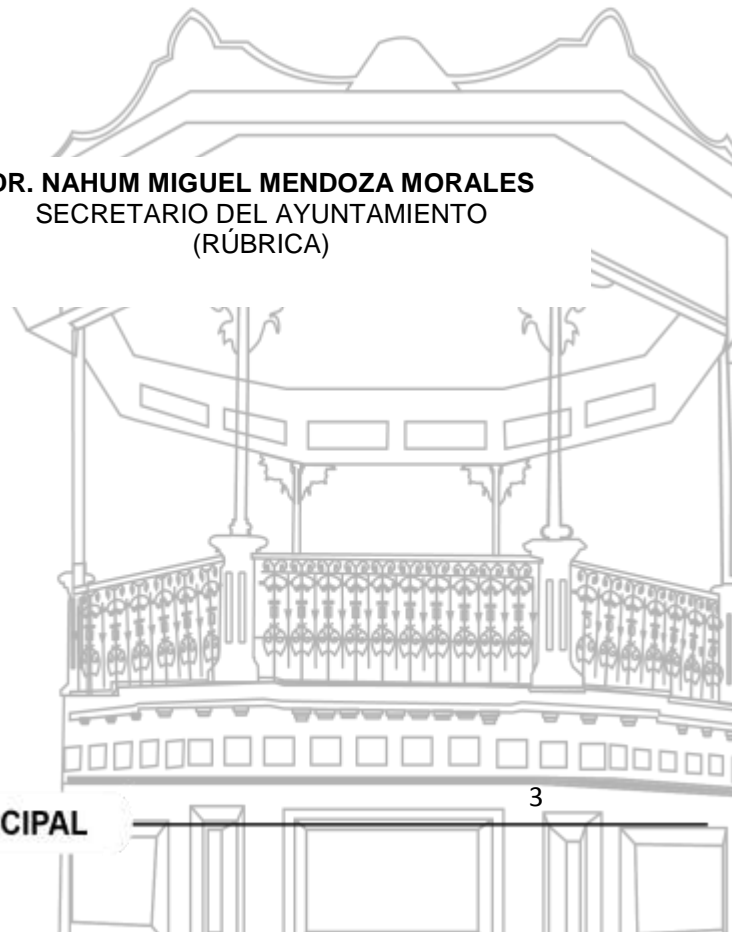 DR. NAHUM MIGUEL MENDOZA MORALES
SECRETARIO DEL AYUNTAMIENTO
(RÚBRICA)
3
CIPAL